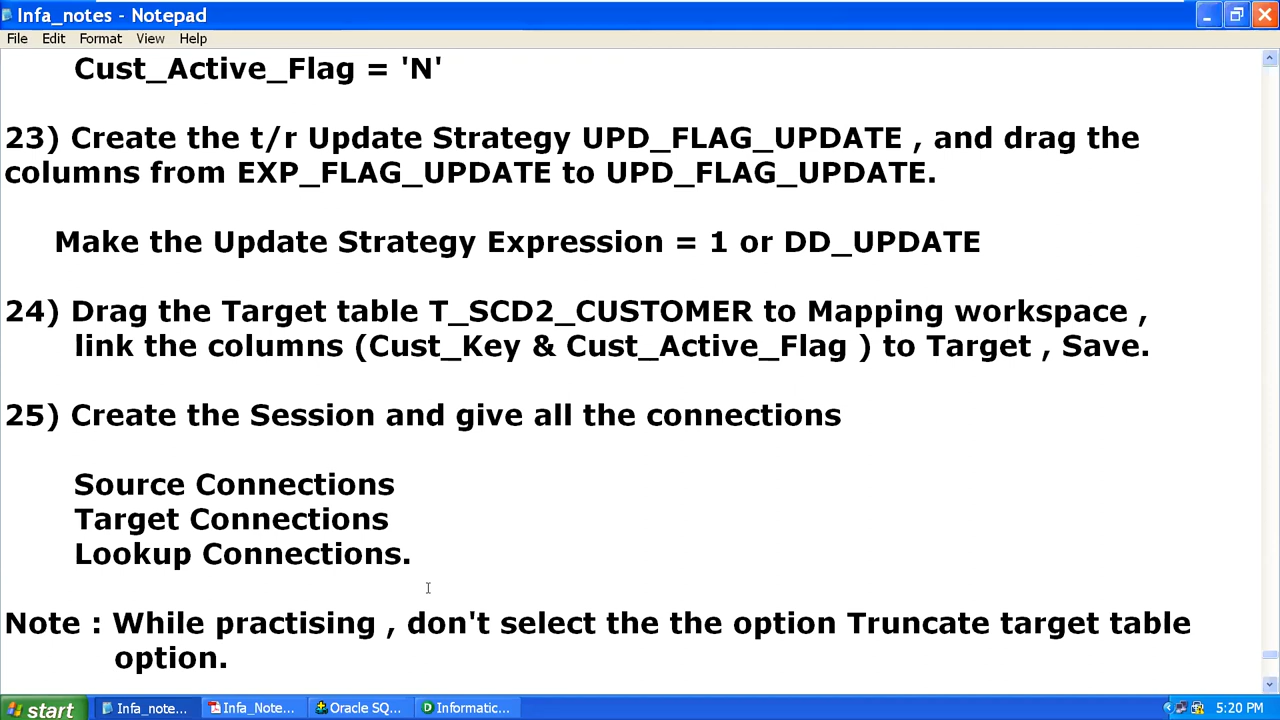 Infa_notes - Notepad
File Edit Format View Help
Cust_Active_Flag = 'N'
23) Create the t/r Update Strategy UPD_FLAG_UPDATE , and drag the
columns from EXP_FLAG_UPDATE to UPD_FLAG_UPDATE.
Make the Update Strategy Expression = 1 or DD_UPDATE
24) Drag the Target table T_SCD2_CUSTOMER to Mapping workspace ,
link the columns (Cust_Key & Cust_Active_Flag ) to Target , Save.
25) Create the Session and give all the connections
Source Connections
Target Connections
Lookup Connections.
Note : While practising , don't select the the option Truncate target table
option.
start Infa_note... Infa_Note... Oracle SQ... Informatic... 5:20 PM